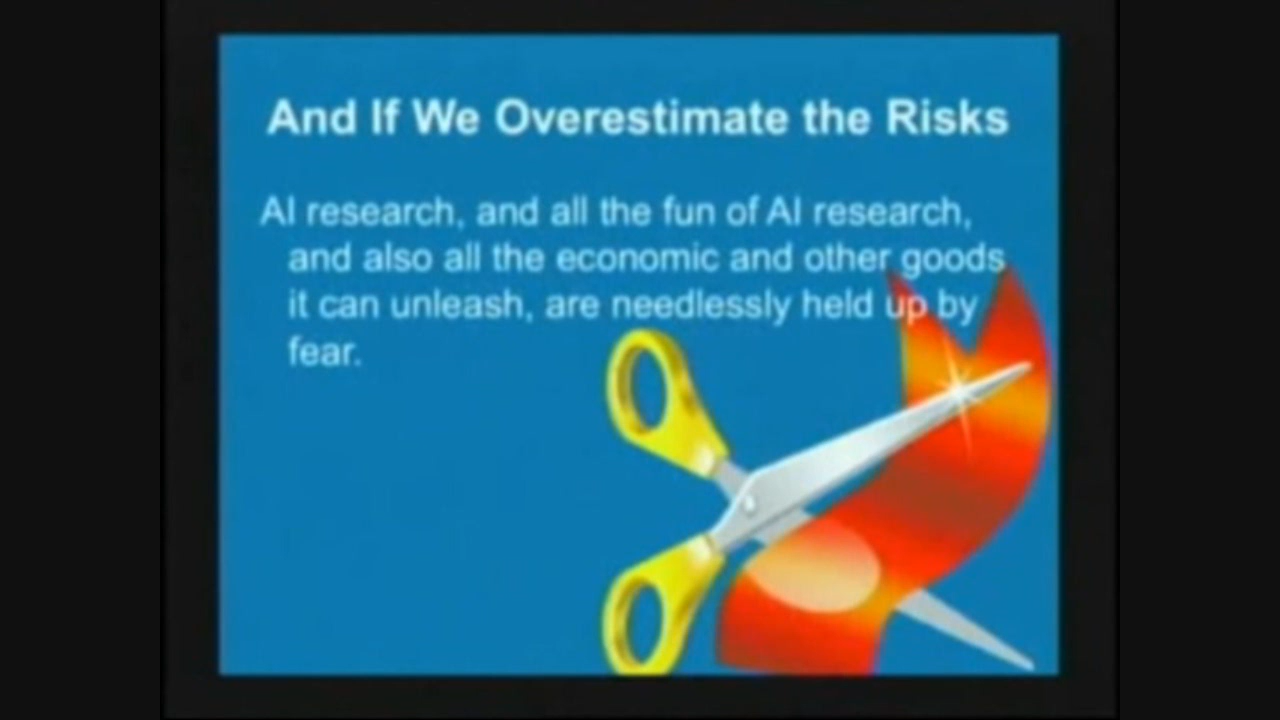 And If We Overestimate the Risks
AI research, and all the fun of AI research,
and also all the economic and other goods
it can unleash, are needlessly held up by
fear.